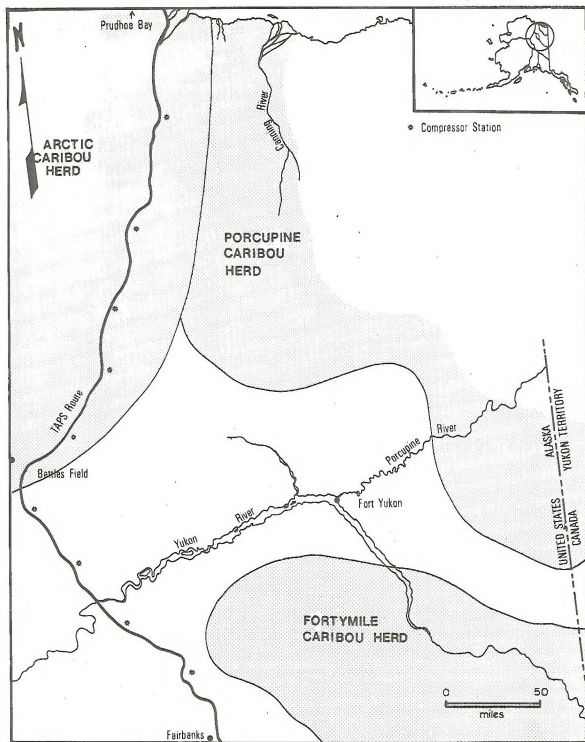 Prudhoe Bay
N
ARCTIC
CARIBOU
HERD
Canning
River
Compressor Station
PORCUPINE
CARIBOU
HERD
TAPS Route
Bettles Field
Porcupine
River
Fort Yukon
Yukon
River
ALASKA
YUKON TERRITORY
UNITED STATES
CANADA
FORTYMILE
CARIBOU HERD
0 50
miles
Fairbanks